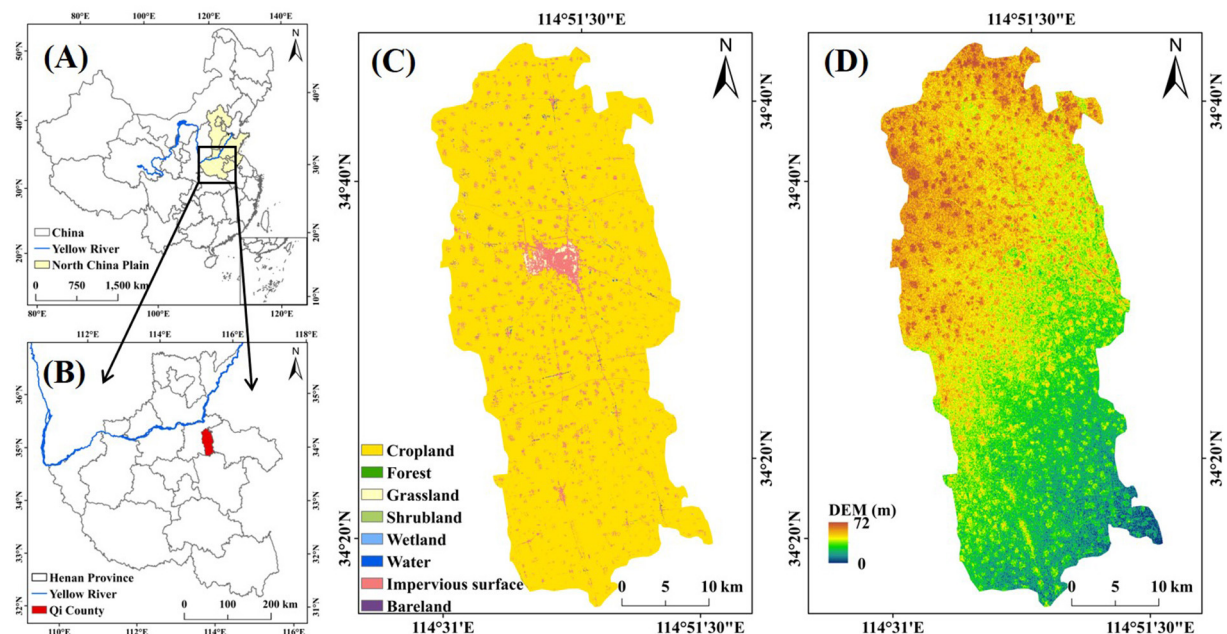 (A)
80°E
100°E
120°E
140°E
N
50°N
40°N
30°N
20°N
40°N
30°N
20°N
10°N
China
Yellow River
North China Plain
0 750 1,500 km
80°E
100°E
120°E
140°E
(B)
112°E
114°E
116°E
118°E
N
36°N
35°N
34°N
33°N
32°N
35°N
34°N
33°N
32°N
31°N
Henan Province
Yellow River
Qi County
0 100 200 km
110°E
112°E
114°E
116°E
(C)
114°51'30"E
N
34°40'N
34°20'N
34°40'N
34°20'N
Cropland
Forest
Grassland
Shrubland
Wetland
Water
Impervious surface
Bareland
0 5 10 km
114°31'E
114°51'30"E
(D)
114°51'30"E
N
34°40'N
34°20'N
DEM (m)
72
0
0 5 10 km
114°31'E
114°51'30"E